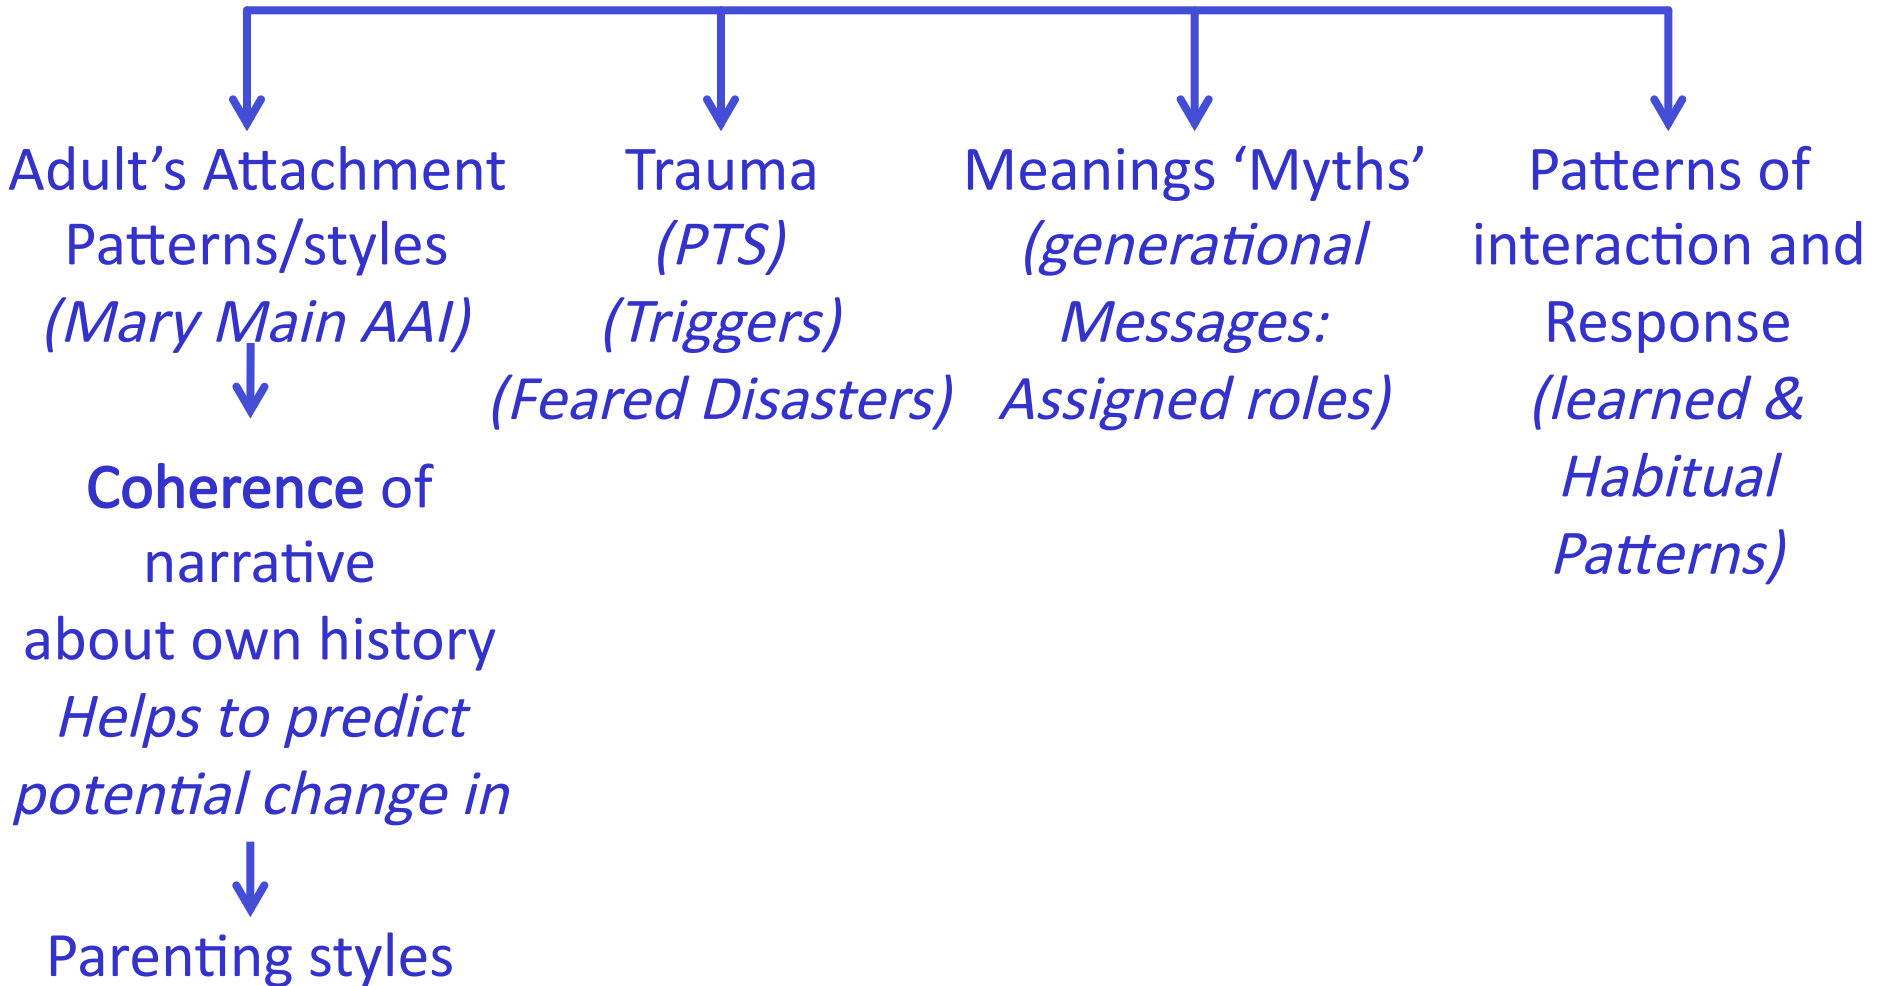 Adult’s Attachment
Patterns/styles
(Mary Main AAI)
Coherence of
narrative
about own history
Helps to predict
potential change in
Parenting styles
Trauma
(PTS)
(Triggers)
(Feared Disasters)
Meanings ‘Myths’
(generational
Messages:
Assigned roles)
Patterns of
interaction and
Response
(learned &
Habitual
Patterns)